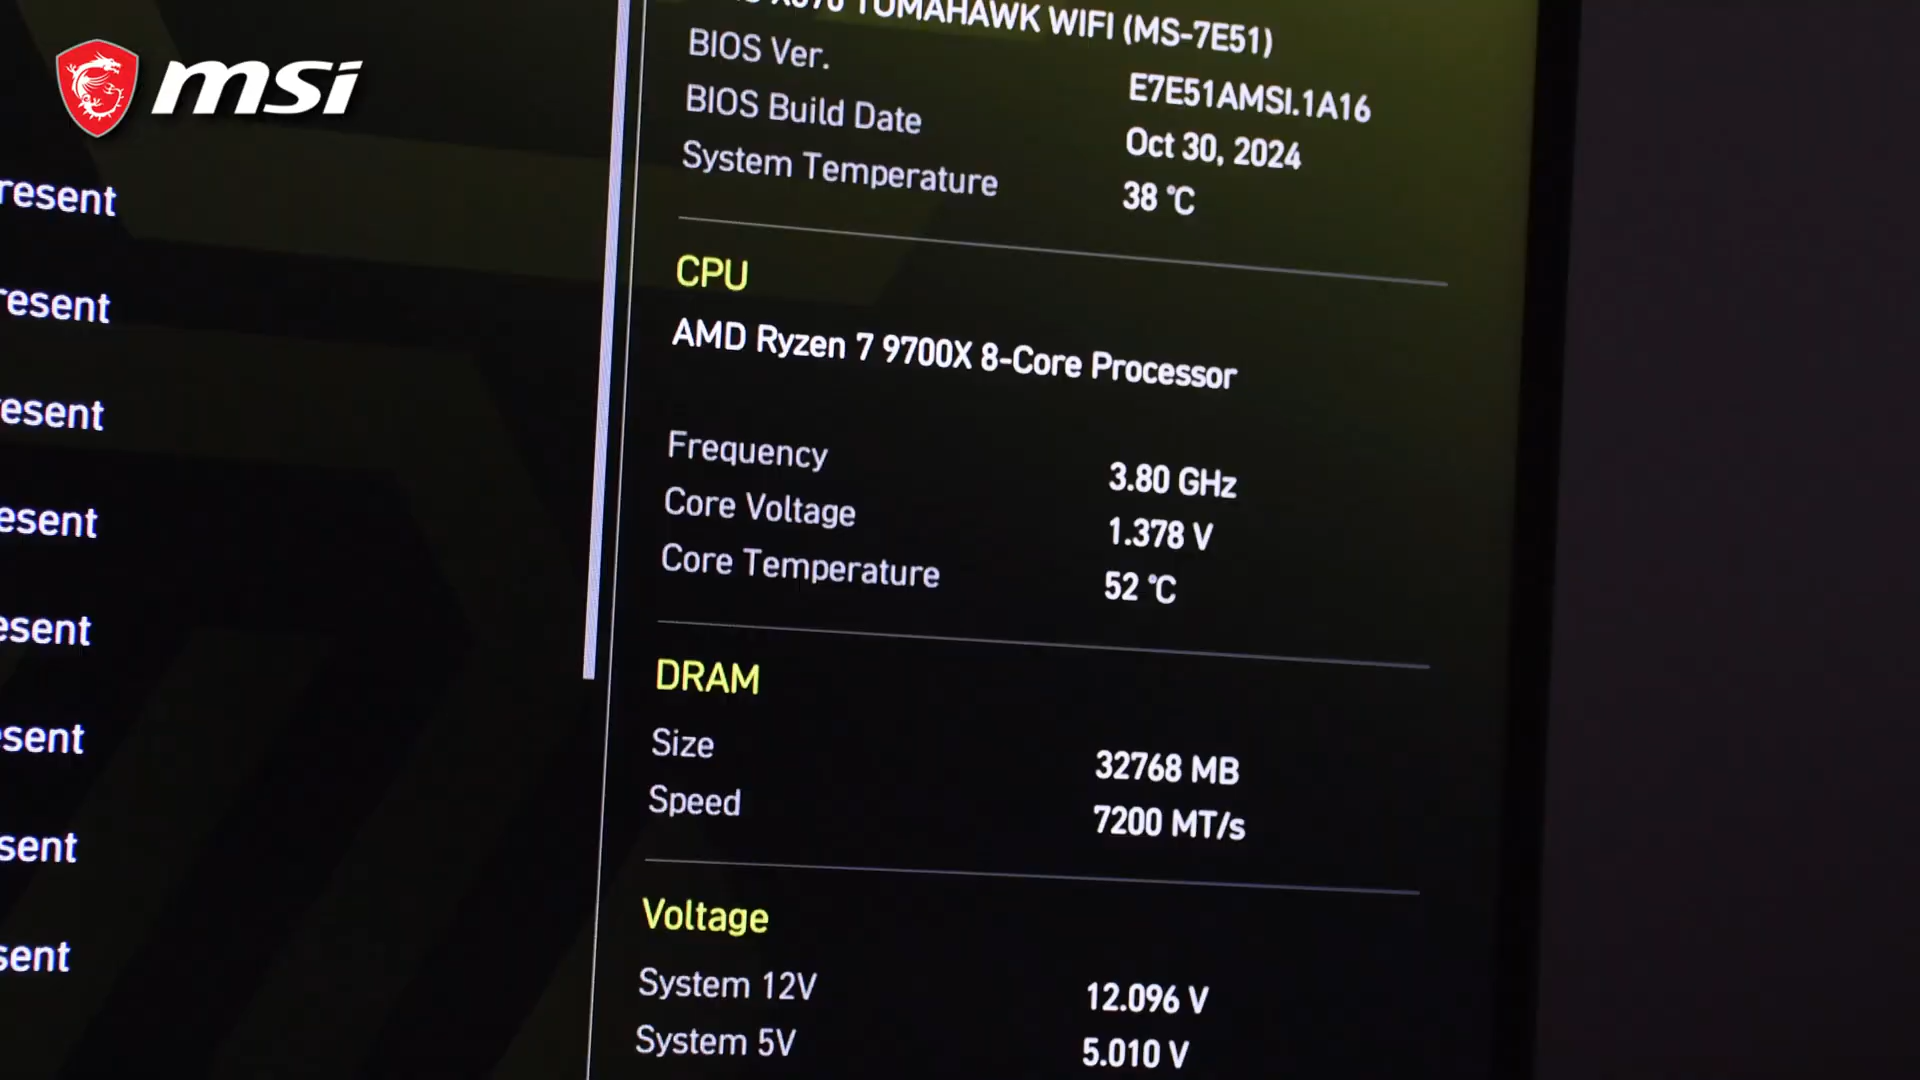 msi
TOMAHAWK WIFI (MS-7E51)
BIOS Ver. E7E51AMSI.1A16
BIOS Build Date Oct 30, 2024
System Temperature 38 °C
CPU
AMD Ryzen 7 9700X 8-Core Processor
Frequency 3.80 GHz
Core Voltage 1.378 V
Core Temperature 52 °C
DRAM
Size 32768 MB
Speed 7200 MT/s
Voltage
System 12V 12.096 V
System 5V 5.010 V
resent
resent
esent
esent
esent
sent
sent
sent